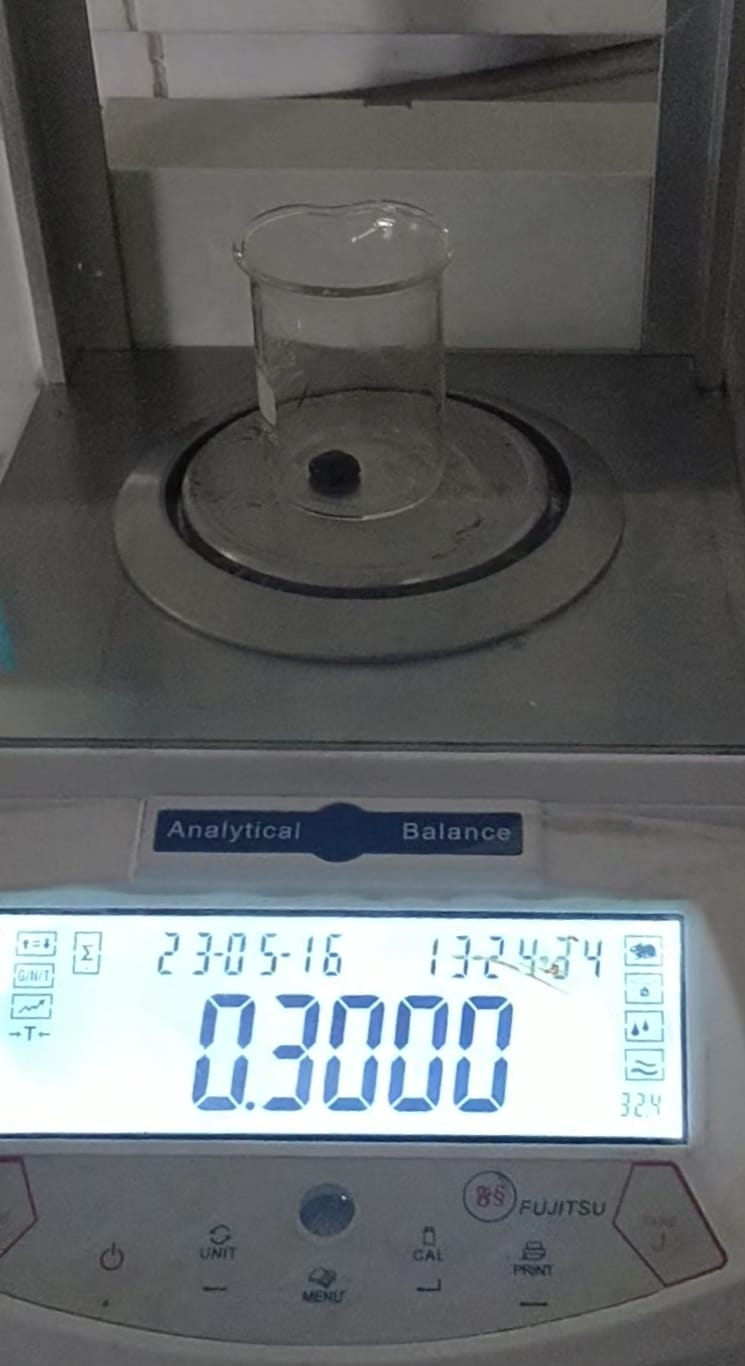 Analytical Balance
Σ 23-05-16
G/N/T
→T←
0.3000
32.4
FUJITSU
UNIT
CAL
PRINT
MENU